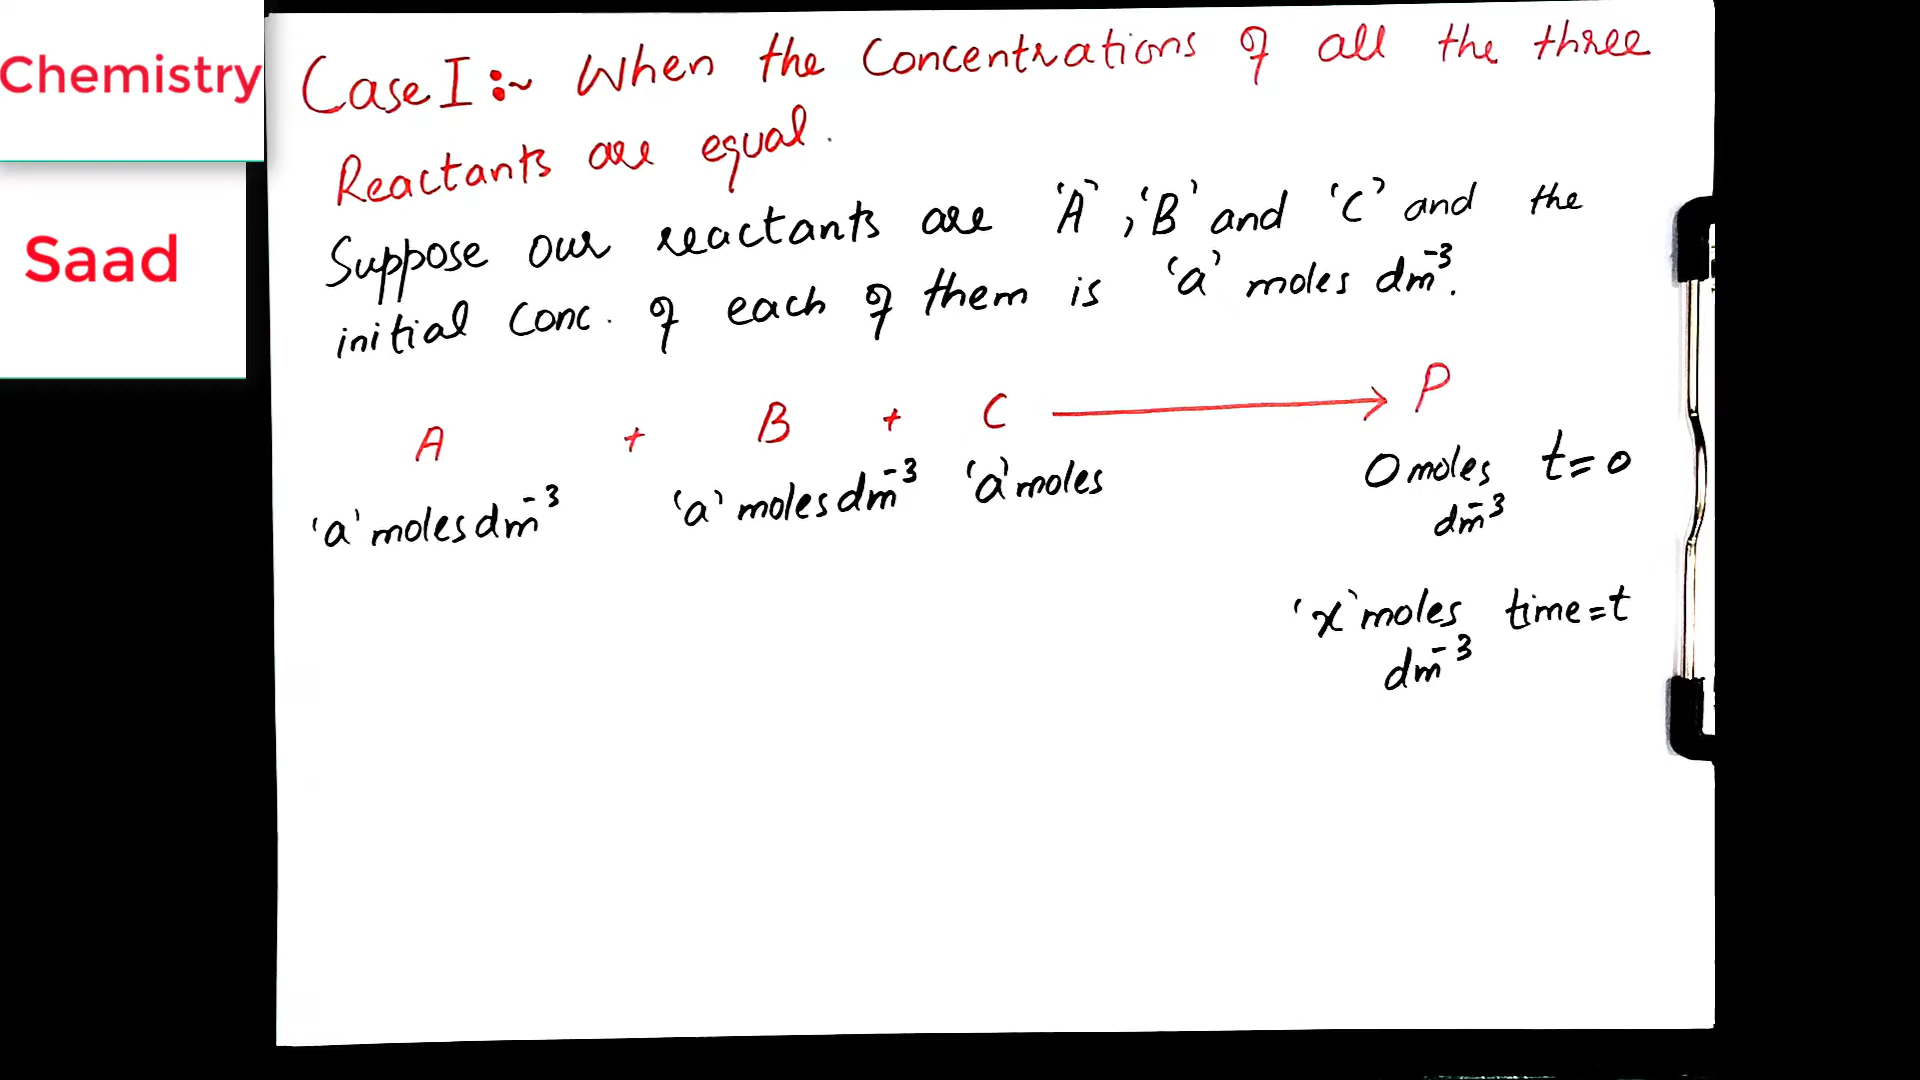 Chemistry
Saad
Case I :~ When the Concentrations of all the three
Reactants are equal.
Suppose our reactants are 'A', 'B' and 'C' and the
initial Conc. of each of them is 'a' moles dm⁻³.
A + B + C ⟶ P
'a' moles dm⁻³ 'a' moles dm⁻³ 'a' moles 0 moles dm⁻³ t=0
'x' moles dm⁻³ time=t